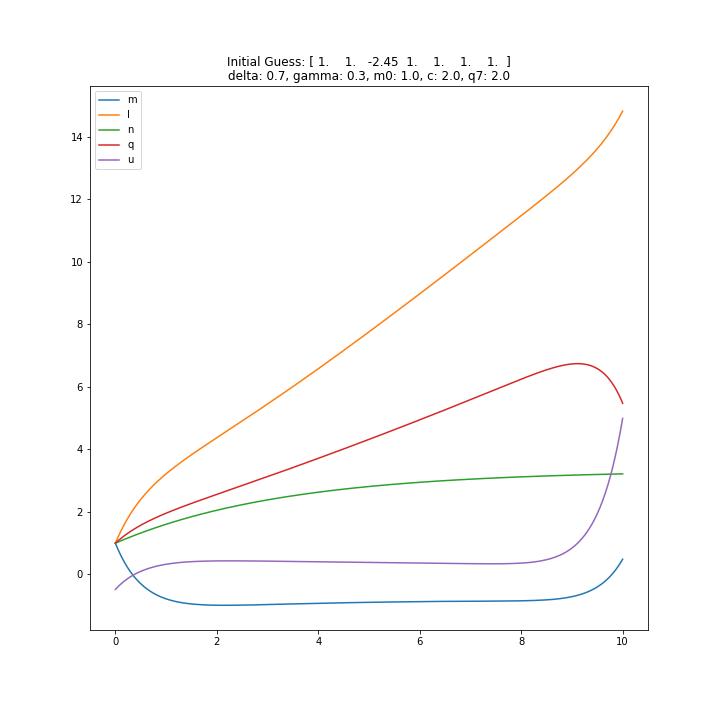 Initial Guess: [ 1. 1. -2.45 1. 1. 1. 1. ]
delta: 0.7, gamma: 0.3, m0: 1.0, c: 2.0, q7: 2.0
m
l
n
q
u
14
12
10
8
6
4
2
0
0 2 4 6 8 10